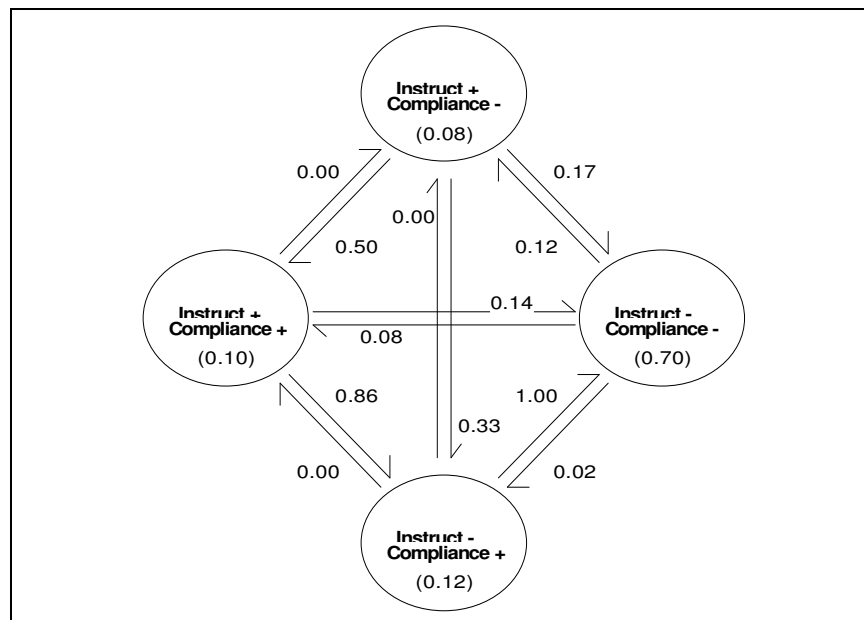 Instruct +
Compliance -
(0.08)
0.00
0.17
0.00
0.50
0.12
Instruct +
Compliance +
(0.10)
0.14
0.08
Instruct -
Compliance -
(0.70)
0.86
1.00
0.33
0.00
0.02
Instruct -
Compliance +
(0.12)